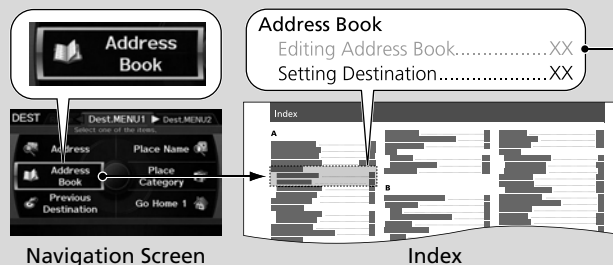 Address
Book
Address Book
Editing Address Book................XX
Setting Destination..................XX
DEST
Dest.MENU1 ▶ Dest.MENU2
Select one of the items.
Address
Place Name
Address
Book
Place
Category
Previous
Destination
Go Home 1
Index
A
B
Navigation Screen
Index